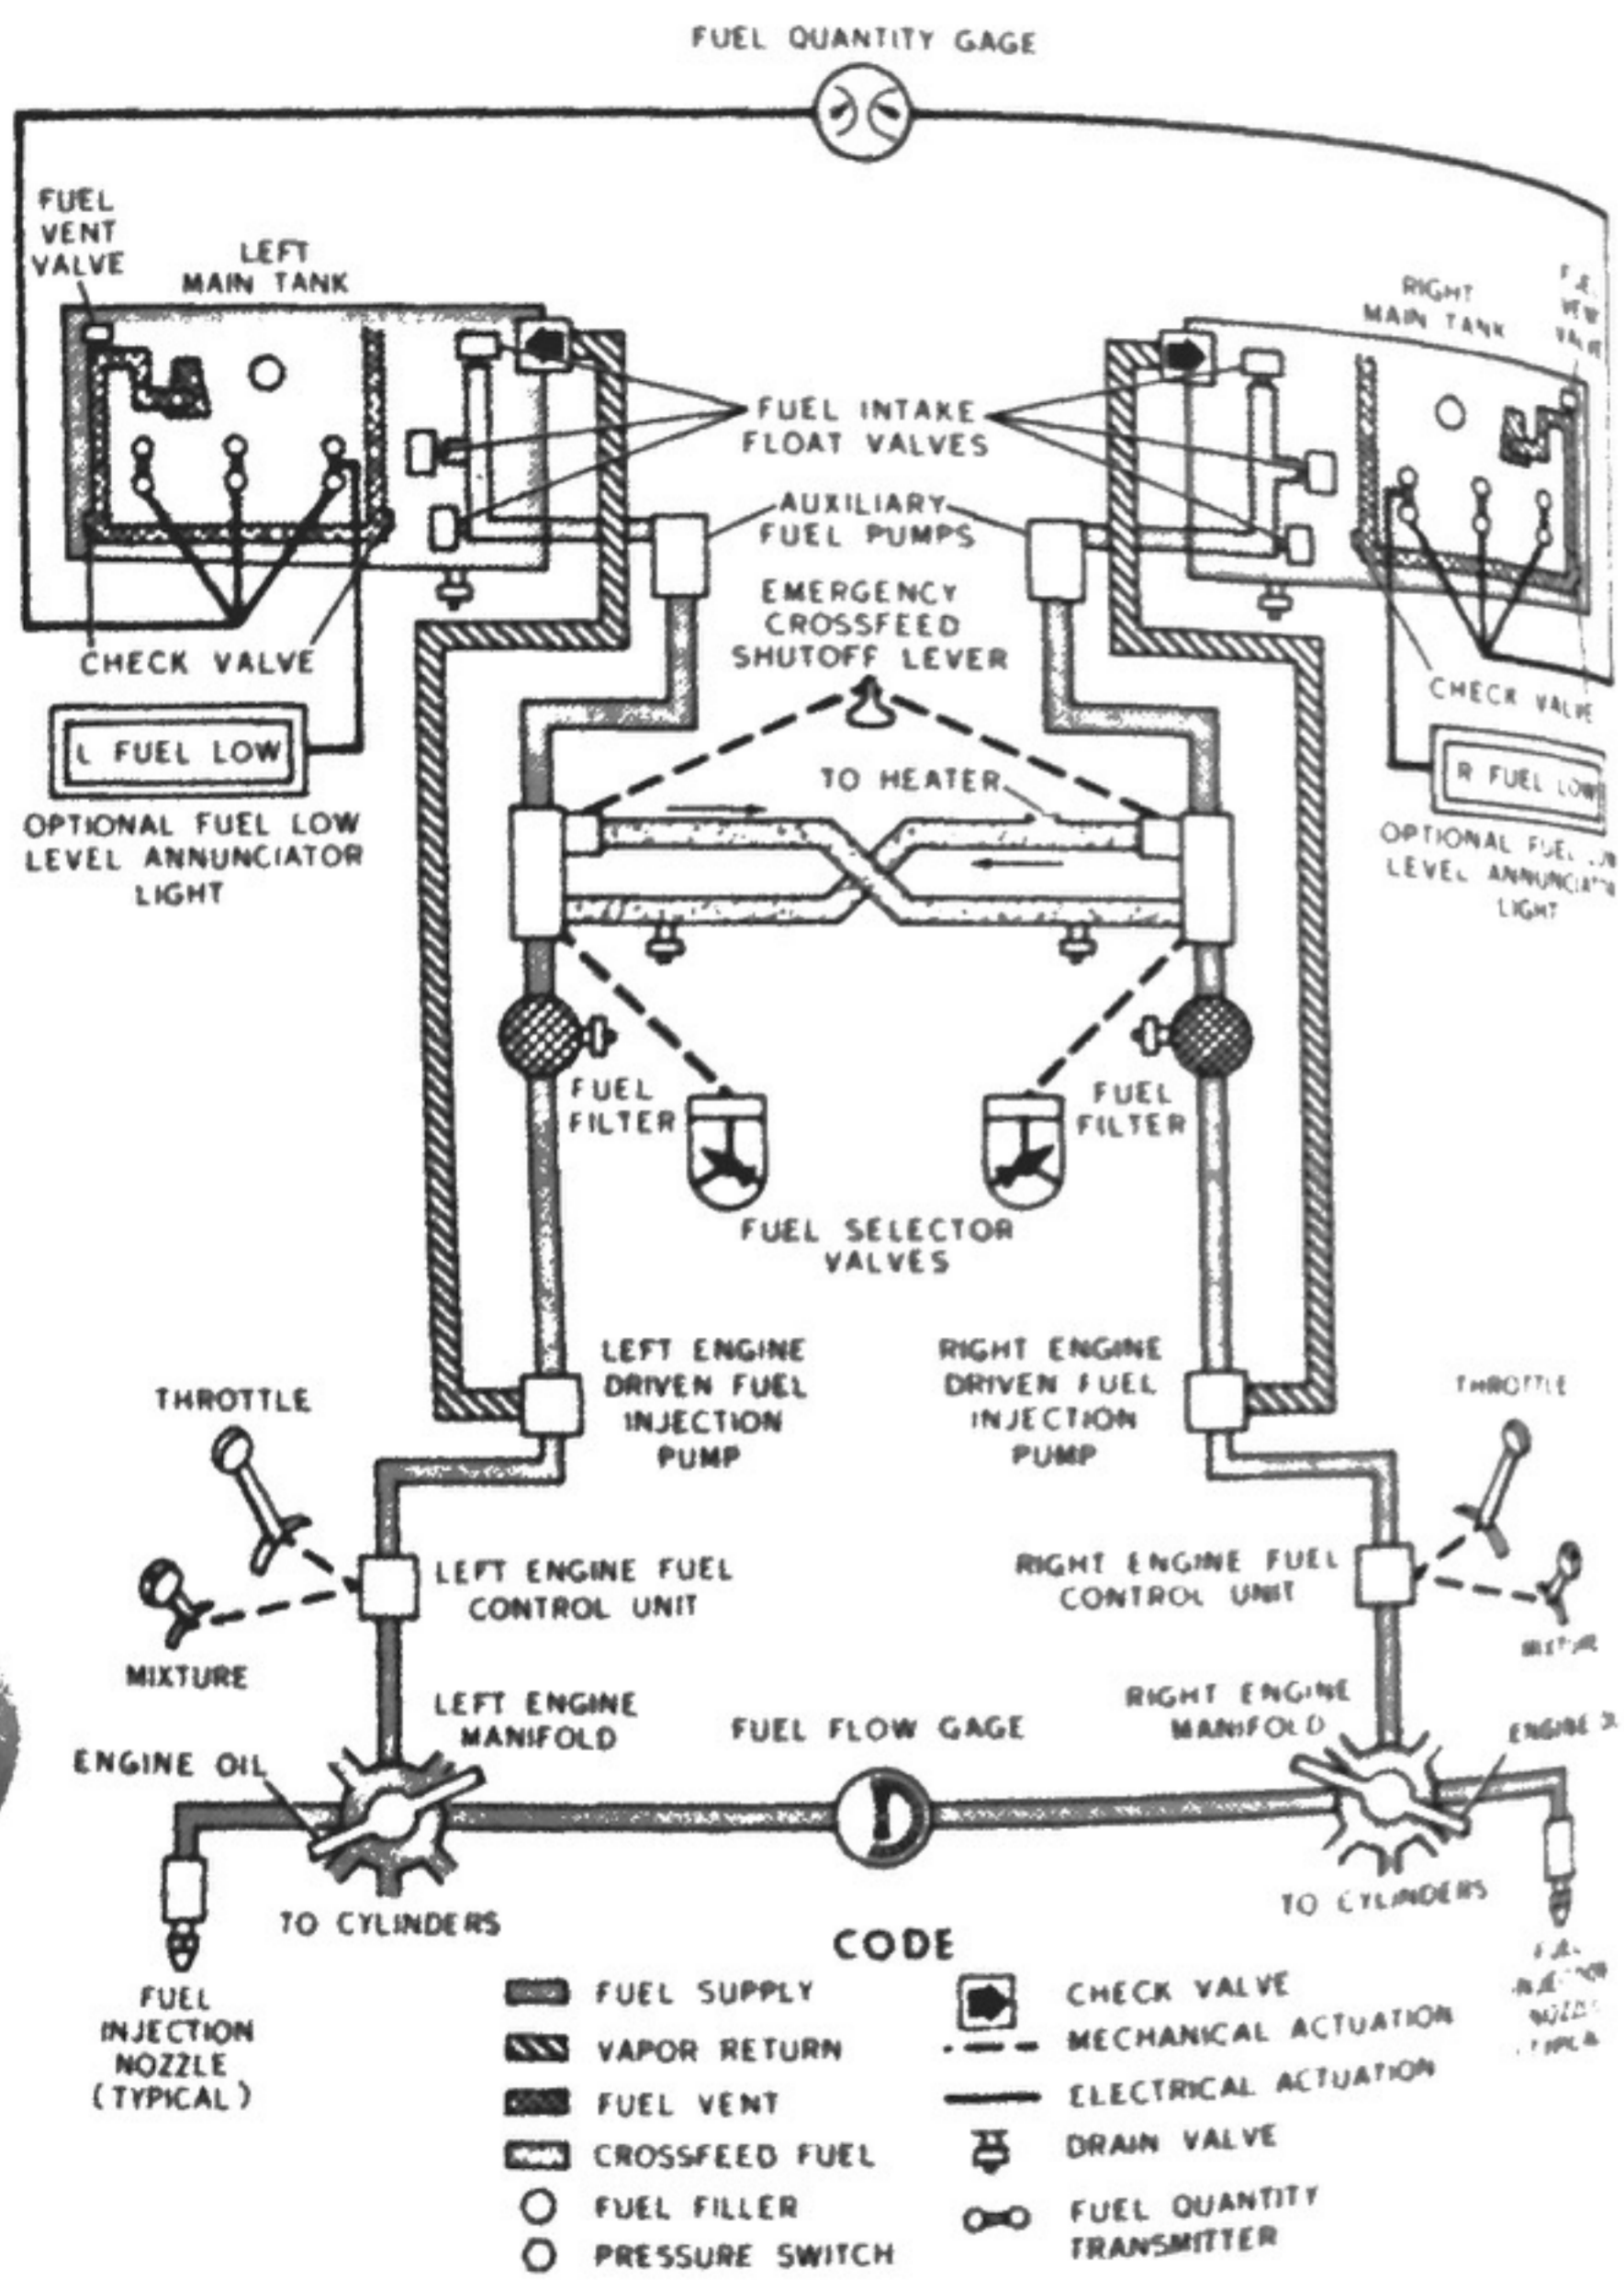 FUEL QUANTITY GAGE
FUEL
VENT
VALVE
LEFT
MAIN TANK
RIGHT
MAIN TANK
VALVE
FUEL INTAKE
FLOAT VALVES
AUXILIARY
FUEL PUMPS
EMERGENCY
CROSSFEED
SHUTOFF LEVER
CHECK VALVE
CHECK VALVE
L FUEL LOW
R FUEL LOW
TO HEATER
OPTIONAL FUEL LOW
LEVEL ANNUNCIATOR
LIGHT
OPTIONAL FUEL
LEVEL
LIGHT
FUEL
FILTER
FUEL
FILTER
FUEL SELECTOR
VALVES
LEFT ENGINE
DRIVEN FUEL
INJECTION
PUMP
RIGHT ENGINE
DRIVEN FUEL
INJECTION
PUMP
THROTTLE
THROTTLE
LEFT ENGINE FUEL
CONTROL UNIT
RIGHT ENGINE FUEL
CONTROL UNIT
MIXTURE
LEFT ENGINE
MANIFOLD
FUEL FLOW GAGE
RIGHT ENGINE
MANIFOLD
ENGINE OIL
ENGINE
TO CYLINDERS
TO CYLINDERS
FUEL
INJECTION
NOZZLE
(TYPICAL)
CODE
FUEL SUPPLY
VAPOR RETURN
FUEL VENT
CROSSFEED FUEL
FUEL FILLER
PRESSURE SWITCH
CHECK VALVE
MECHANICAL ACTUATION
ELECTRICAL ACTUATION
DRAIN VALVE
FUEL QUANTITY
TRANSMITTER